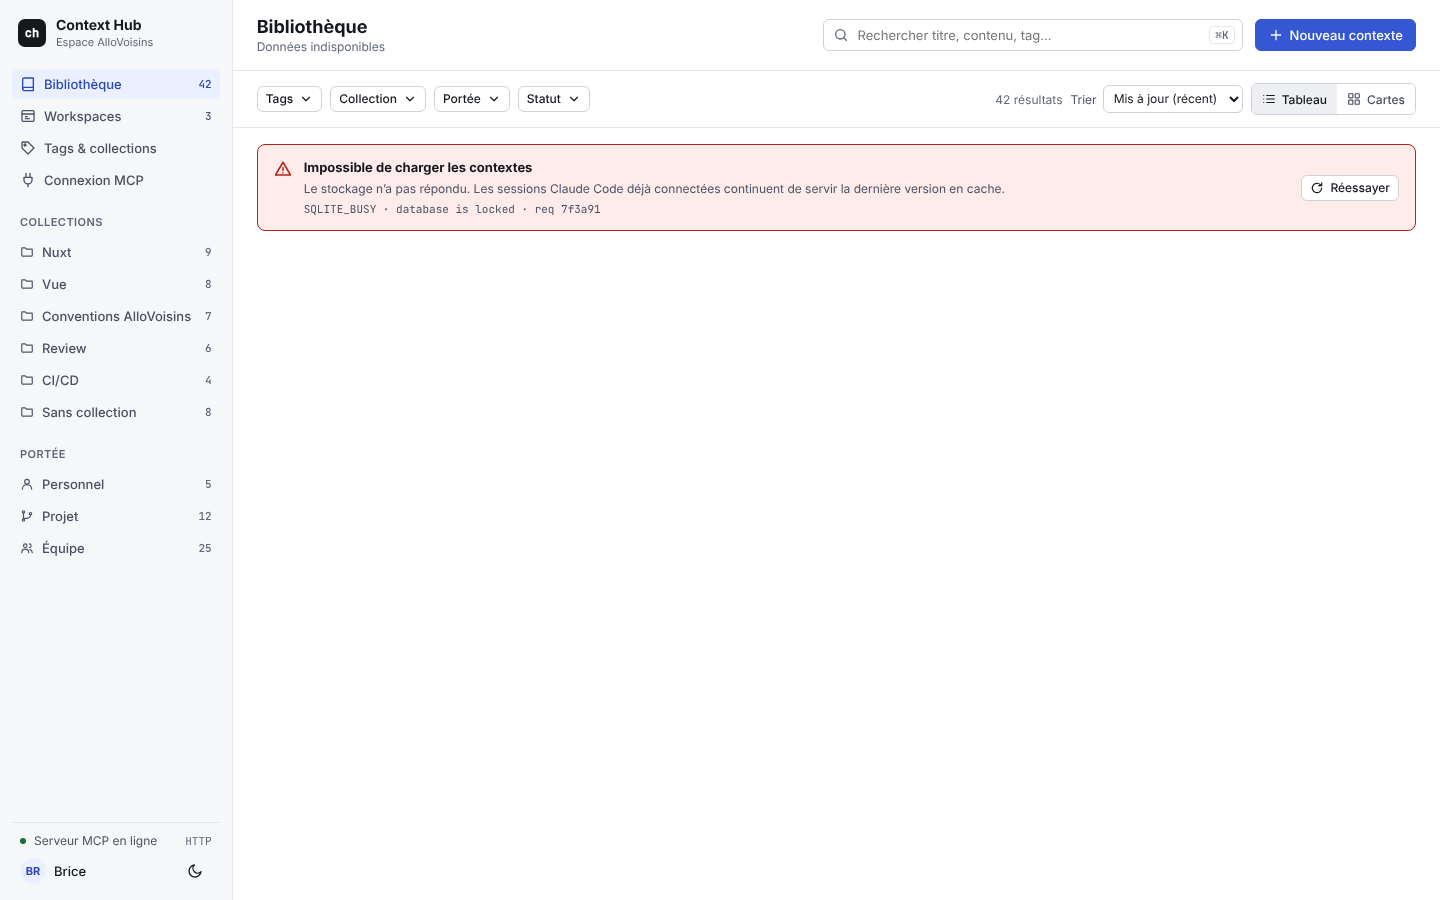 ch
Context Hub
Espace AlloVoisins
Bibliothèque 42
Workspaces 3
Tags & collections
Connexion MCP
COLLECTIONS
Nuxt 9
Vue 8
Conventions AlloVoisins 7
Review 6
CI/CD 4
Sans collection 8
PORTÉE
Personnel 5
Projet 12
Équipe 25
Serveur MCP en ligne HTTP
BR Brice
Bibliothèque
Données indisponibles
Rechercher titre, contenu, tag… ⌘K
Nouveau contexte
Tags Collection Portée Statut
42 résultats Trier Mis à jour (récent) Tableau Cartes
Impossible de charger les contextes
Le stockage n’a pas répondu. Les sessions Claude Code déjà connectées continuent de servir la dernière version en cache.
SQLITE_BUSY · database is locked · req 7f3a91
Réessayer